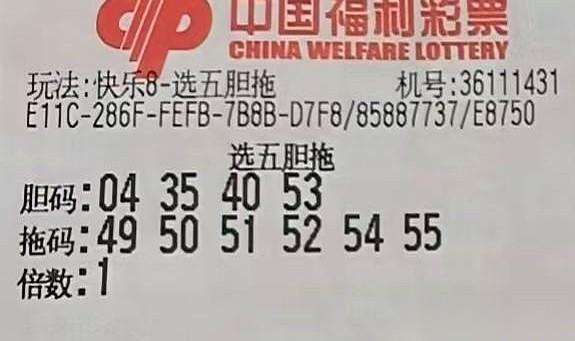 中国福利彩票
CHINA WELFARE LOTTERY
玩法:快乐8-选五胆拖 机号:36111431
E11C-286F-FEFB-7B8B-D7F8/85887737/E8750
选五胆拖
胆码:04 35 40 53
拖码:49 50 51 52 54 55
倍数:1